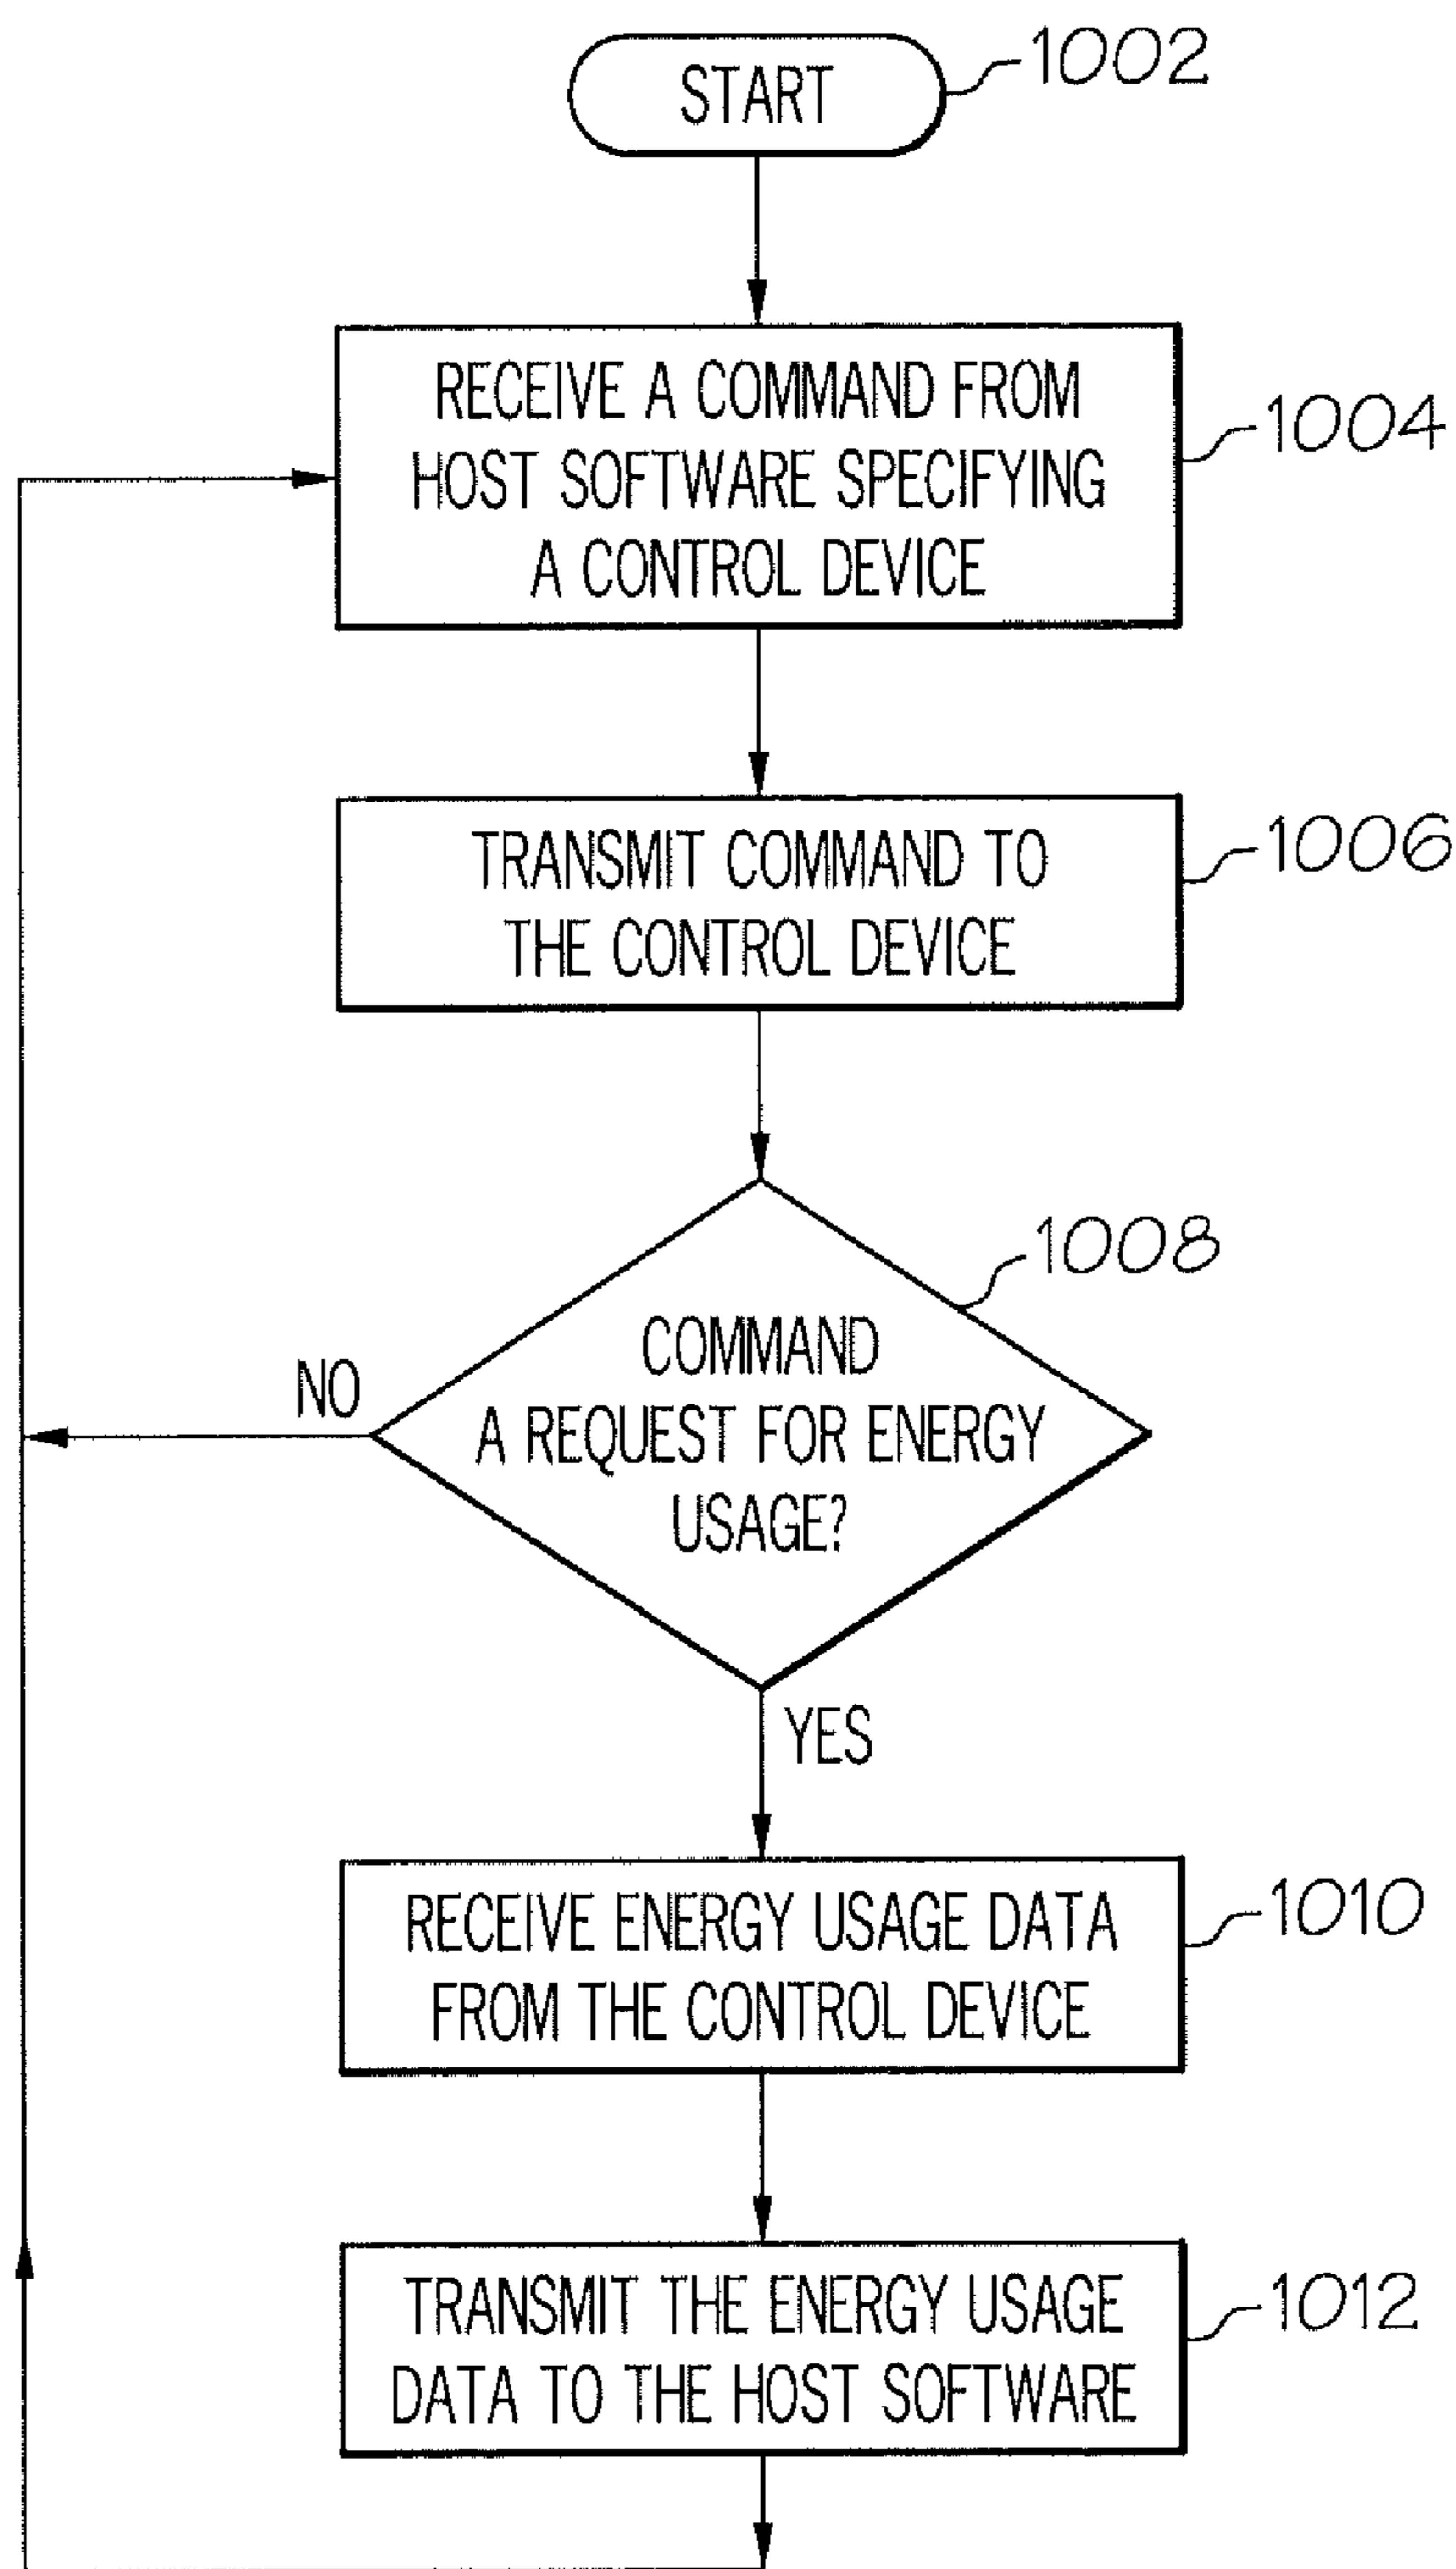 START
1002
RECEIVE A COMMAND FROM
HOST SOFTWARE SPECIFYING
A CONTROL DEVICE
1004
TRANSMIT COMMAND TO
THE CONTROL DEVICE
1006
1008
COMMAND
A REQUEST FOR ENERGY
USAGE?
NO
YES
RECEIVE ENERGY USAGE DATA
FROM THE CONTROL DEVICE
1010
TRANSMIT THE ENERGY USAGE
DATA TO THE HOST SOFTWARE
1012